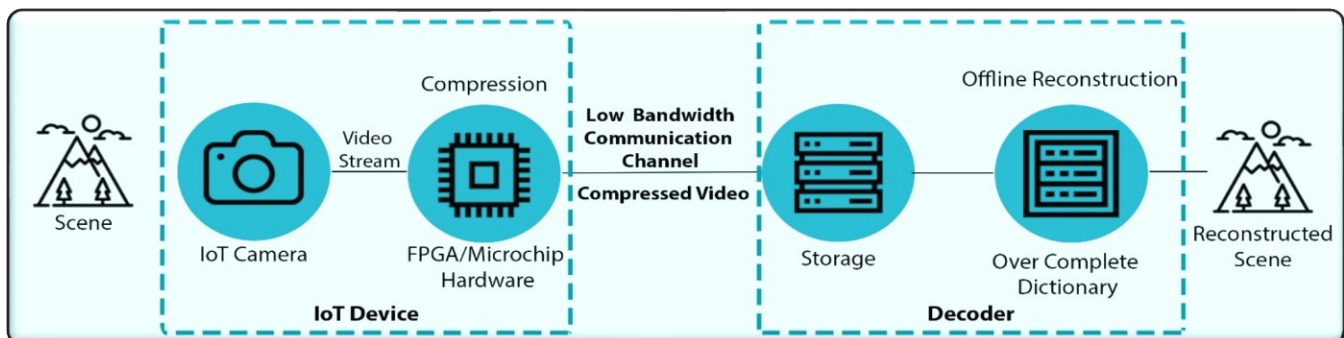 Scene
IoT Camera
Video
Stream
Compression
FPGA/Microchip
Hardware
IoT Device
Low Bandwidth
Communication
Channel
Compressed Video
Storage
Offline Reconstruction
Over Complete
Dictionary
Decoder
Reconstructed
Scene